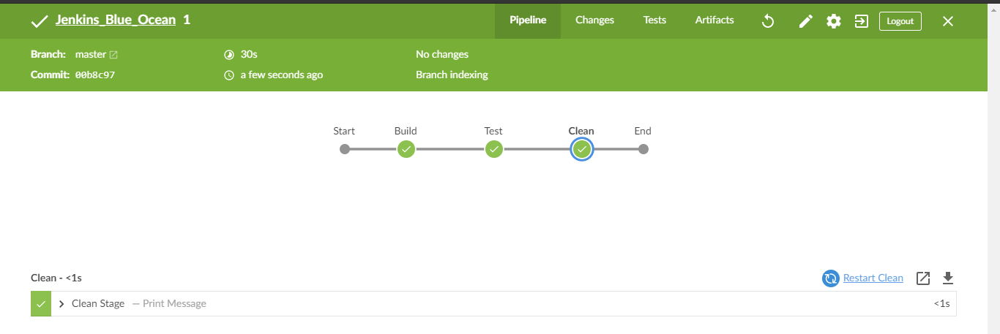 Jenkins_Blue_Ocean 1 Pipeline Changes Tests Artifacts Logout
Branch: master 30s No changes
Commit: 00b8c97 a few seconds ago Branch indexing
Start Build Test Clean End
Clean - <1s Restart Clean
Clean Stage — Print Message <1s